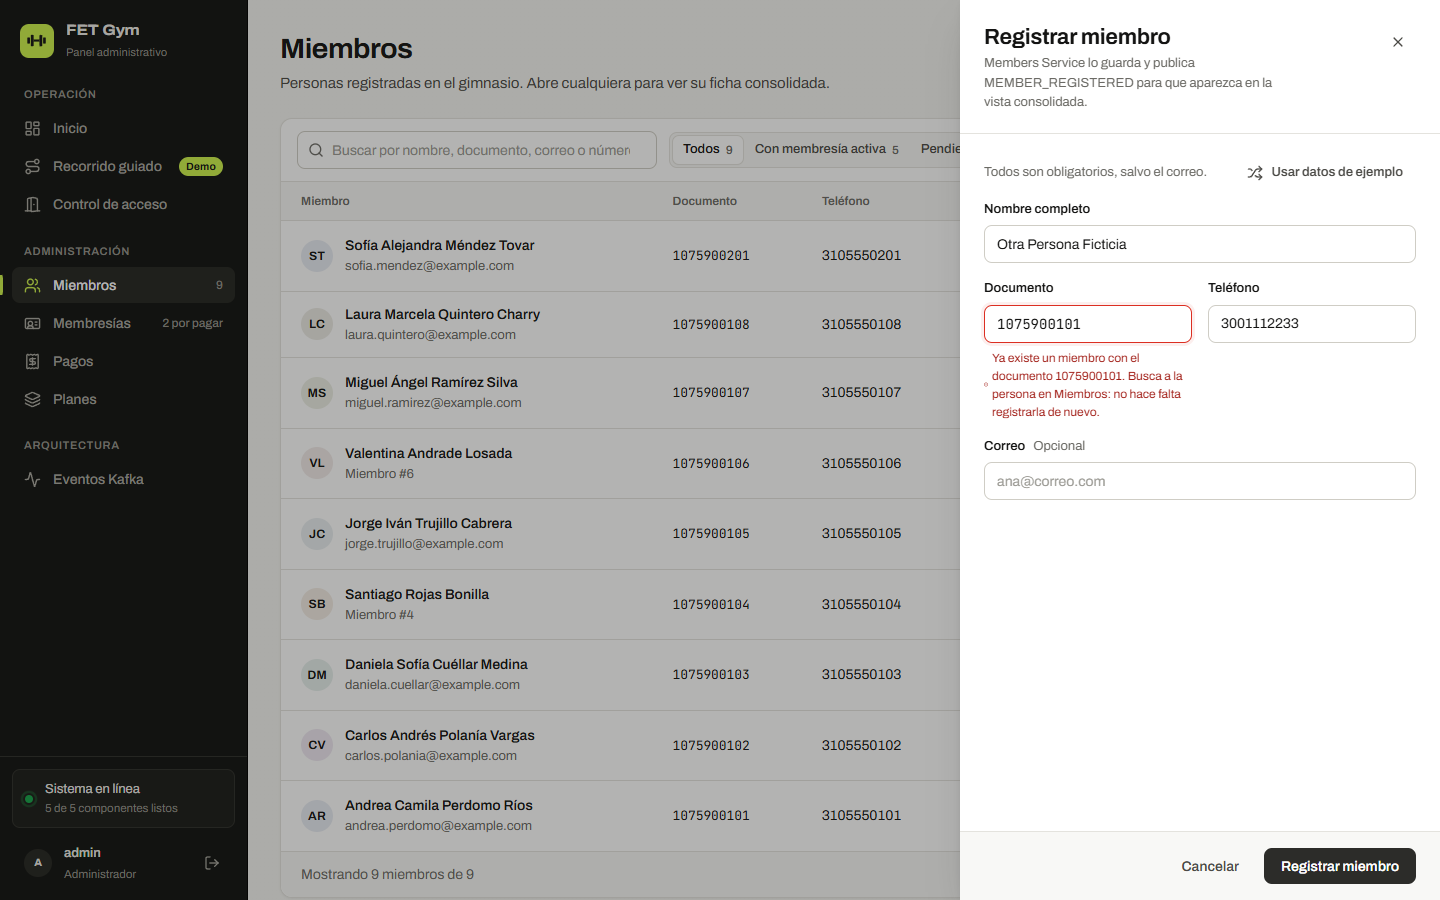 FET Gym
Panel administrativo
OPERACIÓN
Inicio
Recorrido guiado Demo
Control de acceso
ADMINISTRACIÓN
Miembros 9
Membresías 2 por pagar
Pagos
Planes
ARQUITECTURA
Eventos Kafka
Sistema en línea
5 de 5 componentes listos
A
admin
Administrador
Miembros
Personas registradas en el gimnasio. Abre cualquiera para ver su ficha consolidada.
Buscar por nombre, documento, correo o número
Todos 9 Con membresía activa 5 Pendie
Miembro Documento Teléfono
ST Sofía Alejandra Méndez Tovar 1075900201 3105550201
sofia.mendez@example.com
LC Laura Marcela Quintero Charry 1075900108 3105550108
laura.quintero@example.com
MS Miguel Ángel Ramírez Silva 1075900107 3105550107
miguel.ramirez@example.com
VL Valentina Andrade Losada 1075900106 3105550106
Miembro #6
JC Jorge Iván Trujillo Cabrera 1075900105 3105550105
jorge.trujillo@example.com
SB Santiago Rojas Bonilla 1075900104 3105550104
Miembro #4
DM Daniela Sofía Cuéllar Medina 1075900103 3105550103
daniela.cuellar@example.com
CV Carlos Andrés Polanía Vargas 1075900102 3105550102
carlos.polania@example.com
AR Andrea Camila Perdomo Ríos 1075900101 3105550101
andrea.perdomo@example.com
Mostrando 9 miembros de 9
Registrar miembro
Members Service lo guarda y publica
MEMBER_REGISTERED para que aparezca en la
vista consolidada.
Todos son obligatorios, salvo el correo. Usar datos de ejemplo
Nombre completo
Otra Persona Ficticia
Documento Teléfono
1075900101 3001112233
Ya existe un miembro con el
documento 1075900101. Busca a la
persona en Miembros: no hace falta
registrarla de nuevo.
Correo Opcional
ana@correo.com
Cancelar Registrar miembro